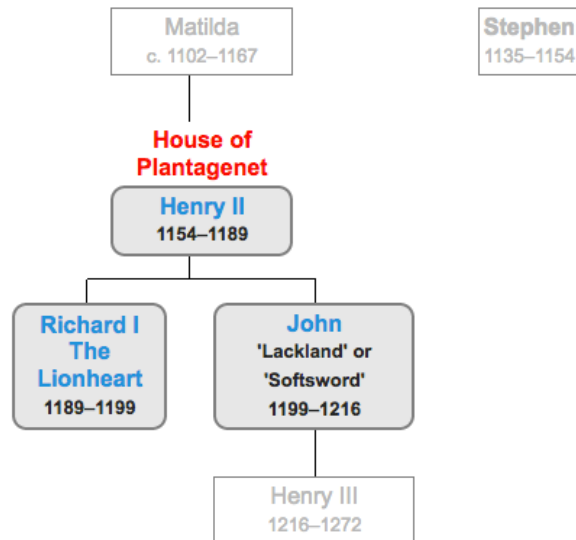 Matilda
c. 1102–1167
Stephen
1135–1154
House of
Plantagenet
Henry II
1154–1189
Richard I
The
Lionheart
1189–1199
John
'Lackland' or
'Softsword'
1199–1216
Henry III
1216–1272